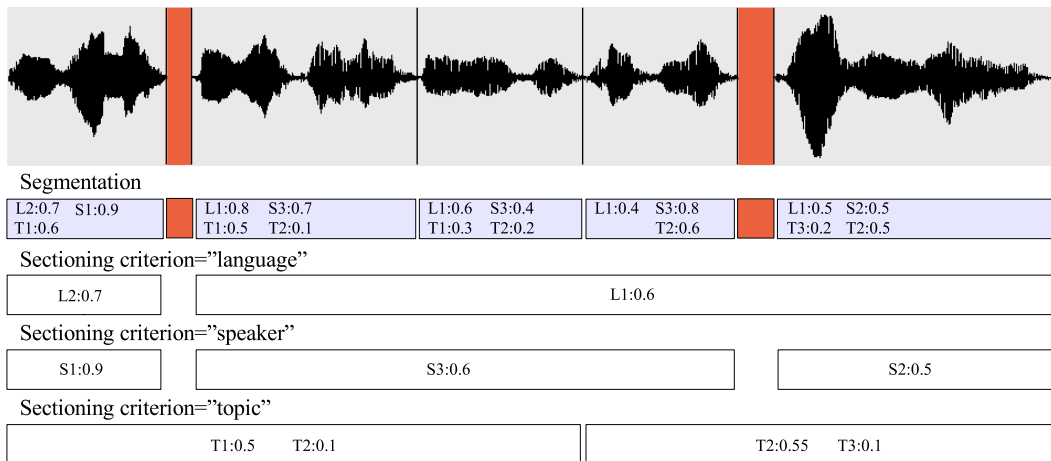 Segmentation
L2:0.7 S1:0.9
T1:0.6
L1:0.8 S3:0.7
T1:0.5 T2:0.1
L1:0.6 S3:0.4
T1:0.3 T2:0.2
L1:0.4 S3:0.8
T2:0.6
L1:0.5 S2:0.5
T3:0.2 T2:0.5
Sectioning criterion=”language”
L2:0.7
L1:0.6
Sectioning criterion=”speaker”
S1:0.9
S3:0.6
S2:0.5
Sectioning criterion=”topic”
T1:0.5 T2:0.1
T2:0.55 T3:0.1